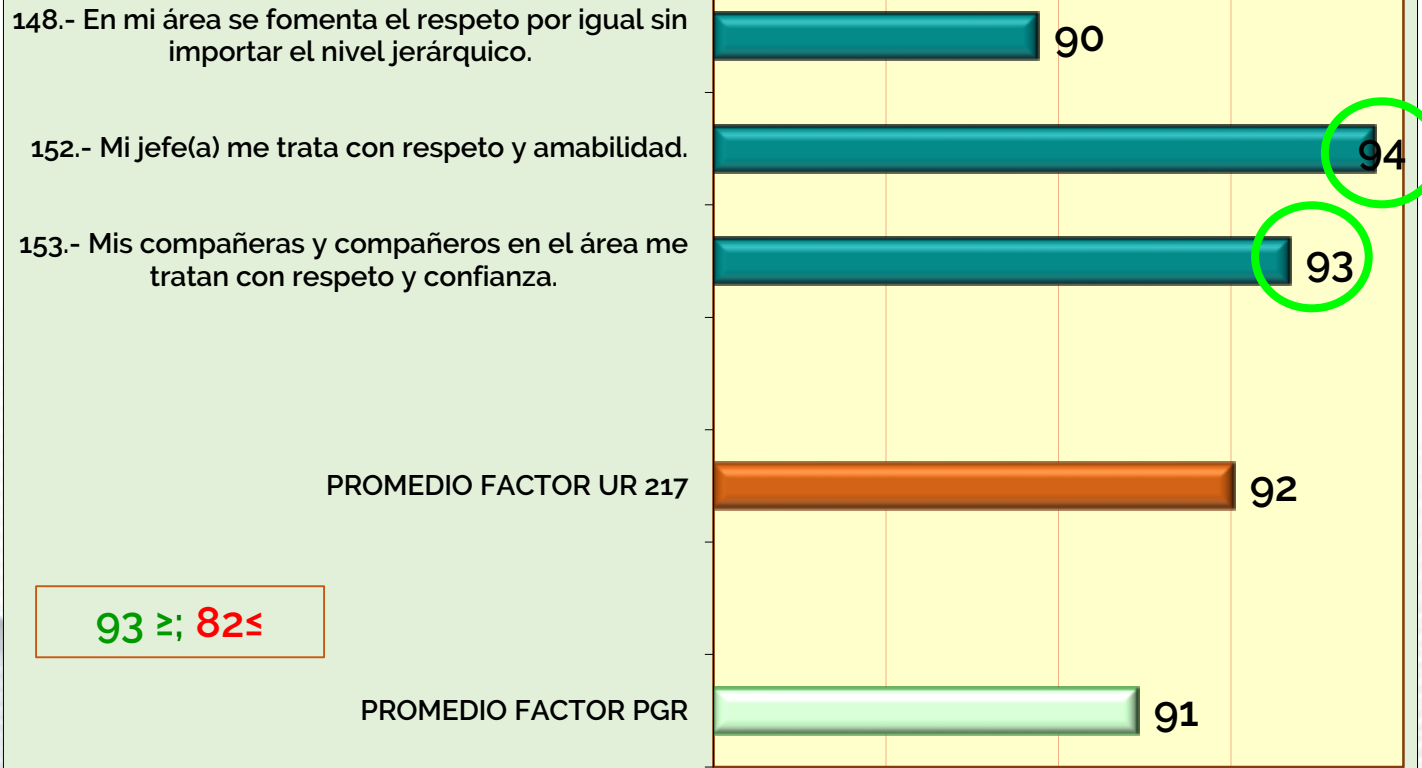 148.- En mi área se fomenta el respeto por igual sin
importar el nivel jerárquico.
90
152.- Mi jefe(a) me trata con respeto y amabilidad.
94
153.- Mis compañeras y compañeros en el área me
tratan con respeto y confianza.
93
PROMEDIO FACTOR UR 217
92
93 ≥; 82≤
PROMEDIO FACTOR PGR
91